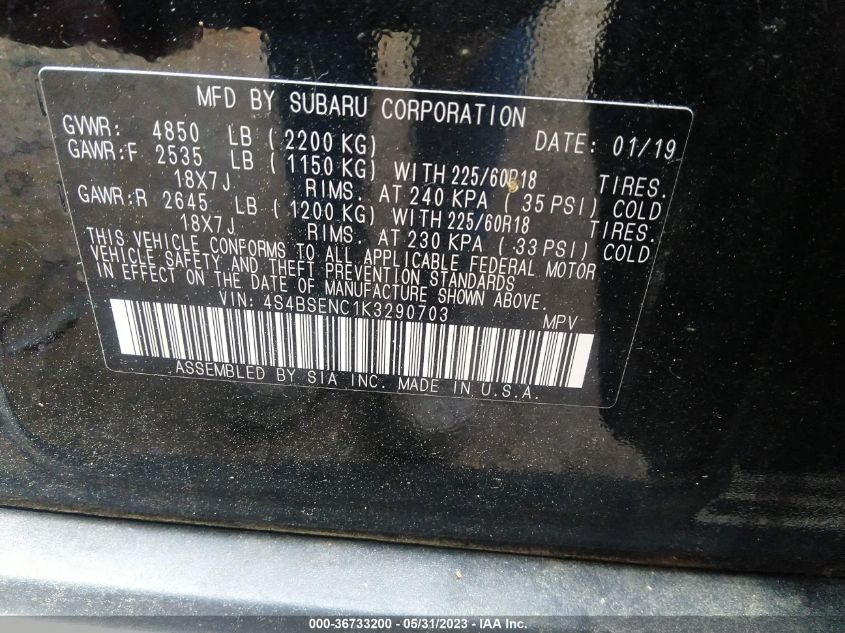 MFD BY SUBARU CORPORATION
GVWR: 4850 LB ( 2200 KG) DATE: 01/19
GAWR:F 2535 LB ( 1150 KG) WITH 225/60R18 TIRES.
18X7J RIMS. AT 240 KPA ( 35 PSI) COLD
GAWR:R 2645 LB ( 1200 KG) WITH 225/60R18 TIRES.
18X7J RIMS. AT 230 KPA ( 33 PSI) COLD
THIS VEHICLE CONFORMS TO ALL APPLICABLE FEDERAL MOTOR
VEHICLE SAFETY AND THEFT PREVENTION STANDARDS
IN EFFECT ON THE DATE OF MANUFACTURE SHOWN ABOVE.
VIN: 4S4BSENC1K3290703 MPV
ASSEMBLED BY SIA INC. MADE IN U.S.A.
000-36733200 - 05/31/2023 - IAA Inc.